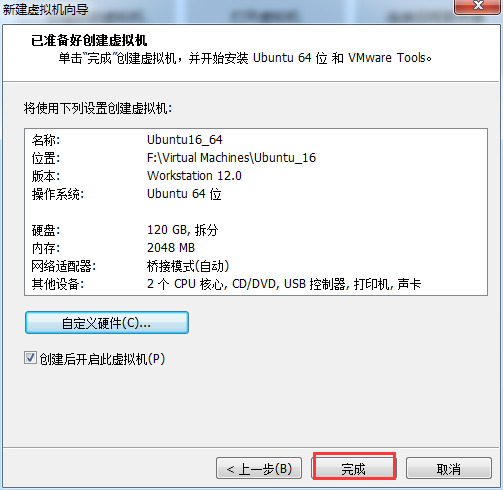 新建虚拟机向导
已准备好创建虚拟机
单击“完成”创建虚拟机，并开始安装 Ubuntu 64 位 和 VMware Tools。
将使用下列设置创建虚拟机:
名称: Ubuntu16_64
位置: F:\Virtual Machines\Ubuntu_16
版本: Workstation 12.0
操作系统: Ubuntu 64 位
硬盘: 120 GB, 拆分
内存: 2048 MB
网络适配器: 桥接模式(自动)
其他设备: 2 个 CPU 核心, CD/DVD, USB 控制器, 打印机, 声卡
自定义硬件(C)...
创建后开启此虚拟机(P)
< 上一步(B) 完成 取消